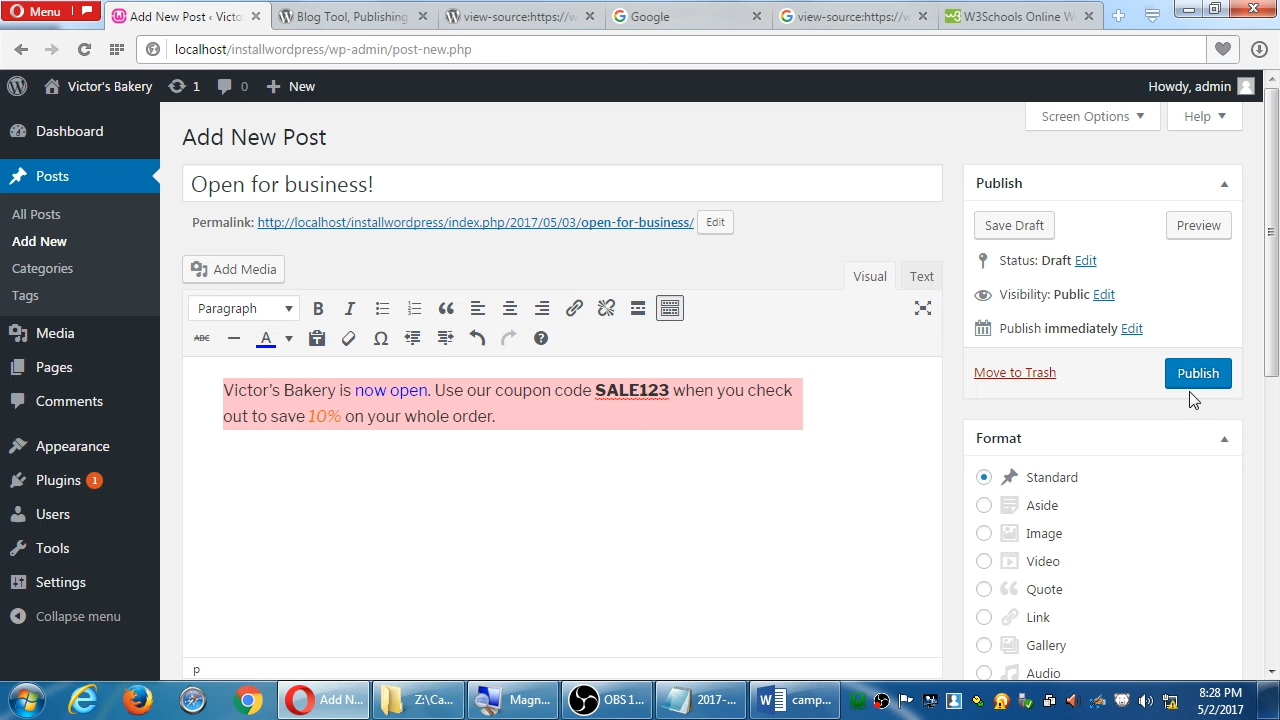 Menu
Add New Post ‹ Victo
Blog Tool, Publishing
view-source:https://w
Google
view-source:https://w
W3Schools Online W
localhost/installwordpress/wp-admin/post-new.php
Victor's Bakery
1
0
New
Howdy, admin
Screen Options
Help
Dashboard
Posts
All Posts
Add New
Categories
Tags
Media
Pages
Comments
Appearance
Plugins 1
Users
Tools
Settings
Collapse menu
Add New Post
Open for business!
Permalink: http://localhost/installwordpress/index.php/2017/05/03/open-for-business/ Edit
Add Media
Visual
Text
Paragraph
B I
ABC A
Victor's Bakery is now open. Use our coupon code SALE123 when you check
out to save 10% on your whole order.
p
Publish
Save Draft
Preview
Status: Draft Edit
Visibility: Public Edit
Publish immediately Edit
Move to Trash
Publish
Format
Standard
Aside
Image
Video
Quote
Link
Gallery
Audio
Add N...
Z:\Ca...
Magn...
OBS 1...
2017-...
camp...
8:28 PM
5/2/2017